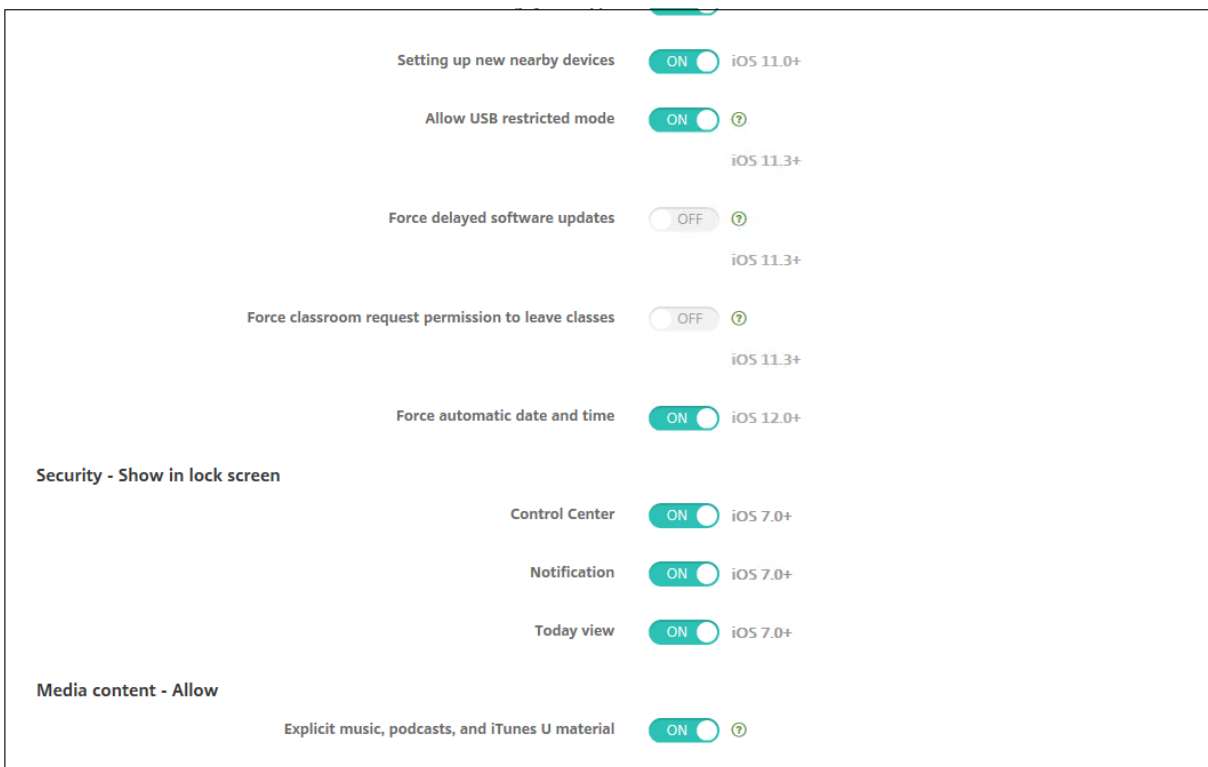 Setting up new nearby devices ON iOS 11.0+
Allow USB restricted mode ON ?
iOS 11.3+
Force delayed software updates OFF ?
iOS 11.3+
Force classroom request permission to leave classes OFF ?
iOS 11.3+
Force automatic date and time ON iOS 12.0+
Security - Show in lock screen
Control Center ON iOS 7.0+
Notification ON iOS 7.0+
Today view ON iOS 7.0+
Media content - Allow
Explicit music, podcasts, and iTunes U material ON ?